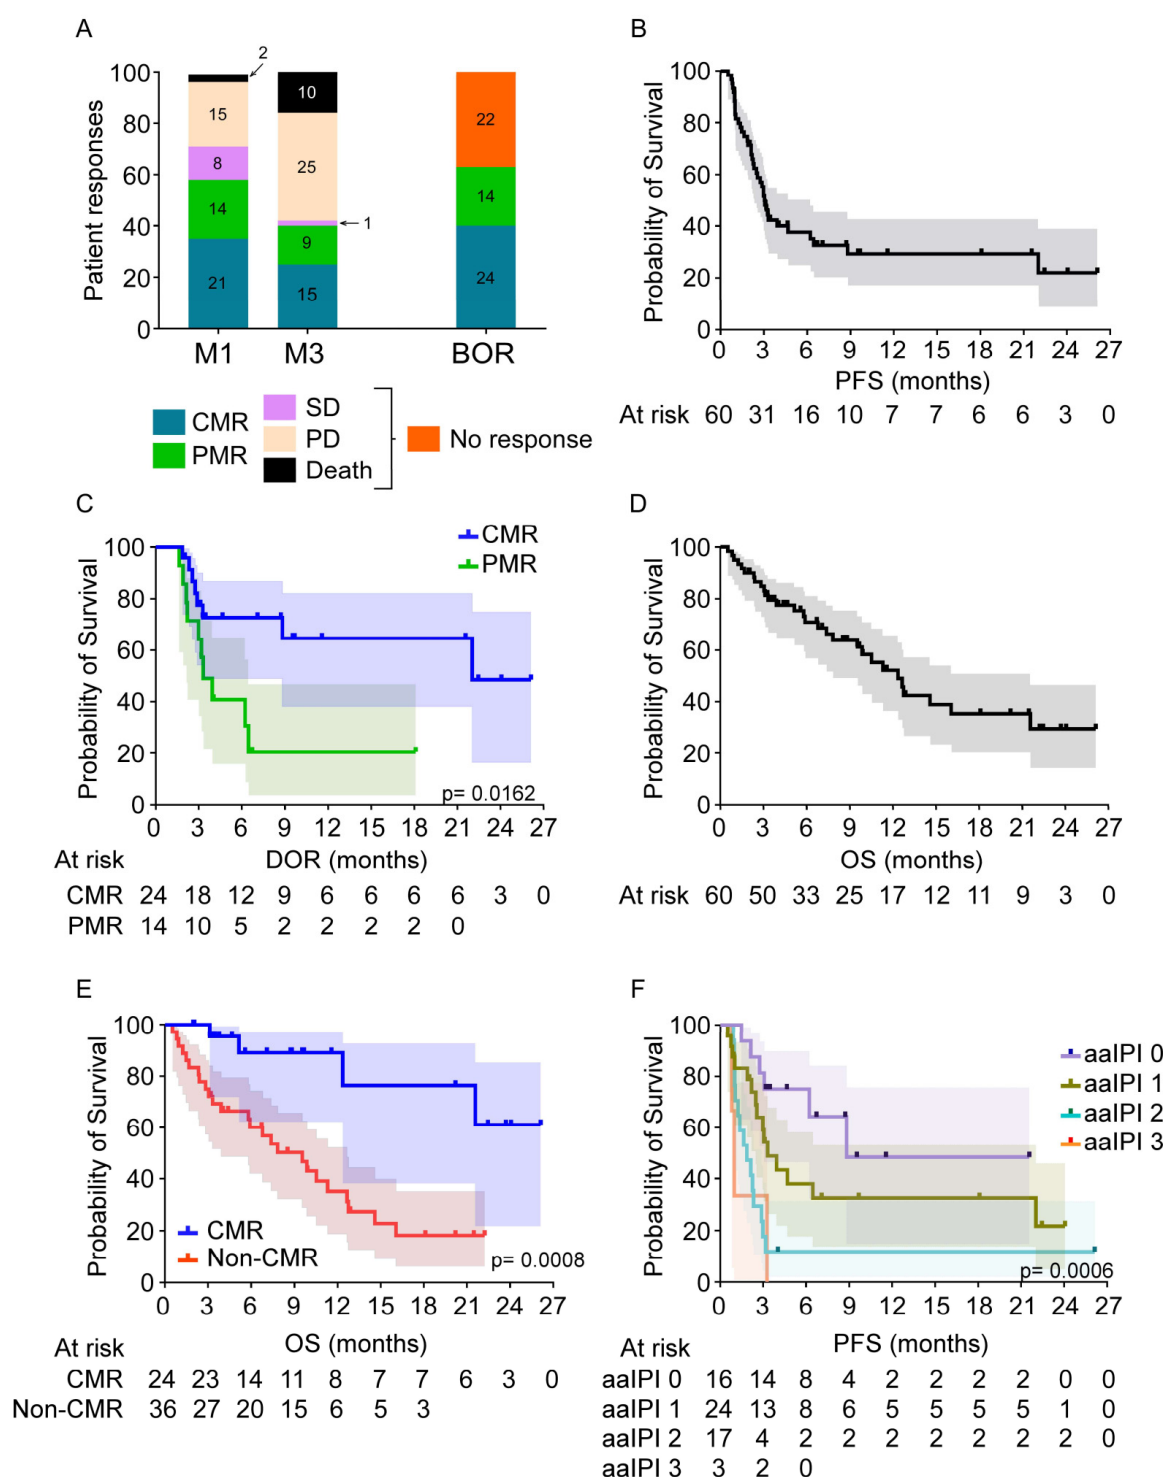 A
2
100
80
60
40
20
0
Patient responses
15
8
14
21
10
25
1
9
15
22
14
24
M1 M3 BOR
CMR
PMR
SD
PD
Death
No response
B
100
80
60
40
20
0
Probability of Survival
0 3 6 9 12 15 18 21 24 27
PFS (months)
At risk 60 31 16 10 7 7 6 6 3 0
C
CMR
PMR
100
80
60
40
20
0
Probability of Survival
p= 0.0162
0 3 6 9 12 15 18 21 24 27
DOR (months)
At risk
CMR 24 18 12 9 6 6 6 6 3 0
PMR 14 10 5 2 2 2 2 0
D
100
80
60
40
20
0
Probability of Survival
0 3 6 9 12 15 18 21 24 27
OS (months)
At risk 60 50 33 25 17 12 11 9 3 0
E
100
80
60
40
20
0
Probability of Survival
CMR
Non-CMR
p= 0.0008
0 3 6 9 12 15 18 21 24 27
OS (months)
At risk
CMR 24 23 14 11 8 7 7 6 3 0
Non-CMR 36 27 20 15 6 5 3
F
100
80
60
40
20
0
Probability of Survival
aaIPI 0
aaIPI 1
aaIPI 2
aaIPI 3
p= 0.0006
0 3 6 9 12 15 18 21 24 27
PFS (months)
At risk
aaIPI 0 16 14 8 4 2 2 2 2 0 0
aaIPI 1 24 13 8 6 5 5 5 5 1 0
aaIPI 2 17 4 2 2 2 2 2 2 2 0
aaIPI 3 3 2 0